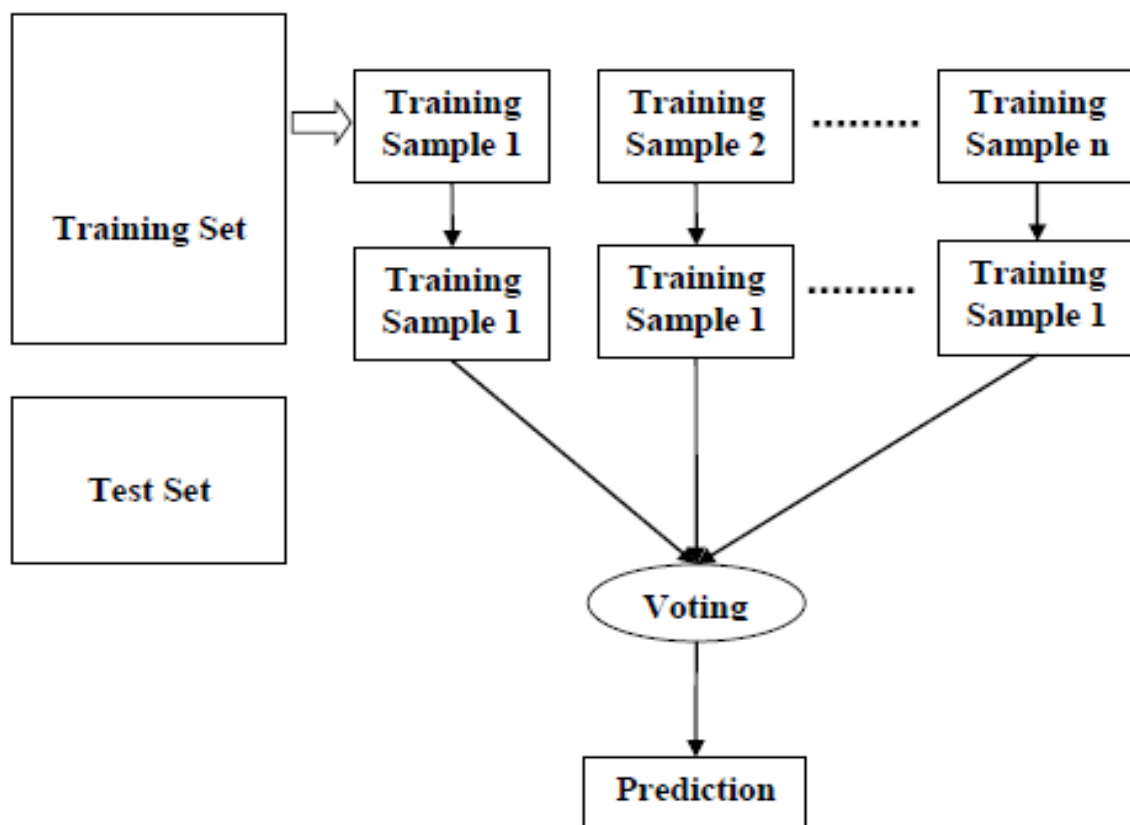 Training Set
Training
Sample 1
Training
Sample 2
Training
Sample n
Training
Sample 1
Training
Sample 1
Training
Sample 1
Test Set
Voting
Prediction